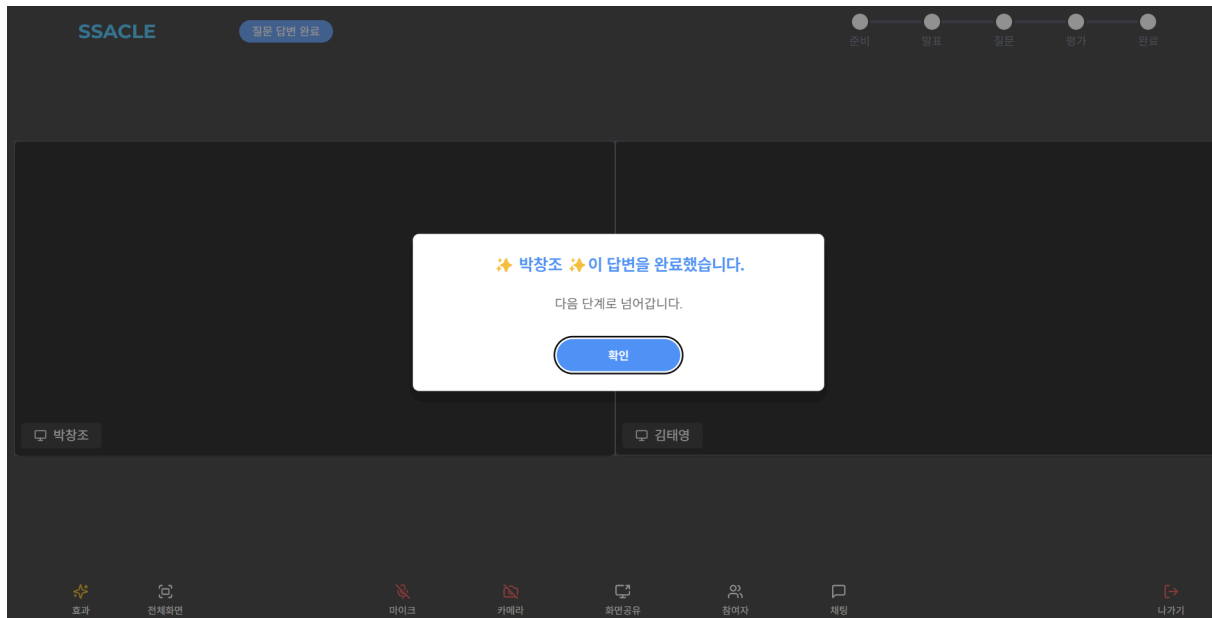 SSACLE
질문 답변 완료
준비
발표
질문
평가
완료
✨ 박창조 ✨이 답변을 완료했습니다.
다음 단계로 넘어갑니다.
확인
박창조
김태영
효과
전체화면
마이크
카메라
화면공유
참여자
채팅
나가기